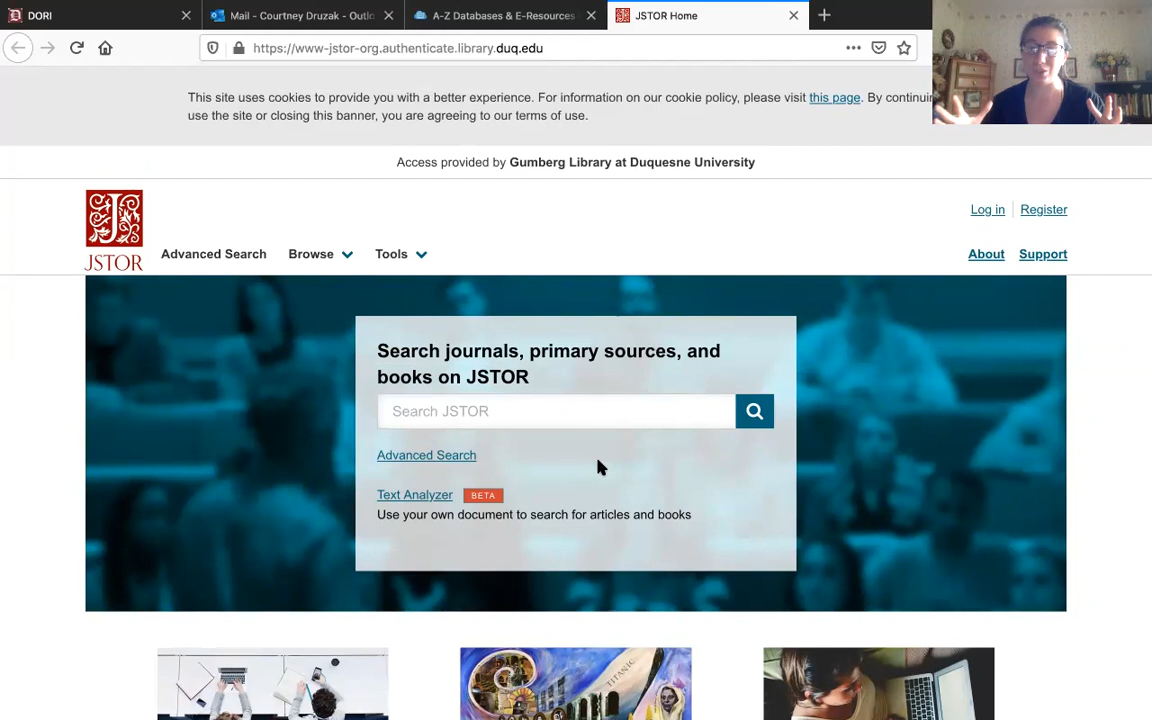 DORI
Mail - Courtney Druzak - Outlo
A-Z Databases & E-Resources
JSTOR Home
https://www-jstor-org.authenticate.library.duq.edu
This site uses cookies to provide you with a better experience. For information on our cookie policy, please visit this page. By continuin
use the site or closing this banner, you are agreeing to our terms of use.
Access provided by Gumberg Library at Duquesne University
Log in Register
JSTOR
Advanced Search Browse Tools
About Support
Search journals, primary sources, and
books on JSTOR
Search JSTOR
Advanced Search
Text Analyzer BETA
Use your own document to search for articles and books
TITANIC